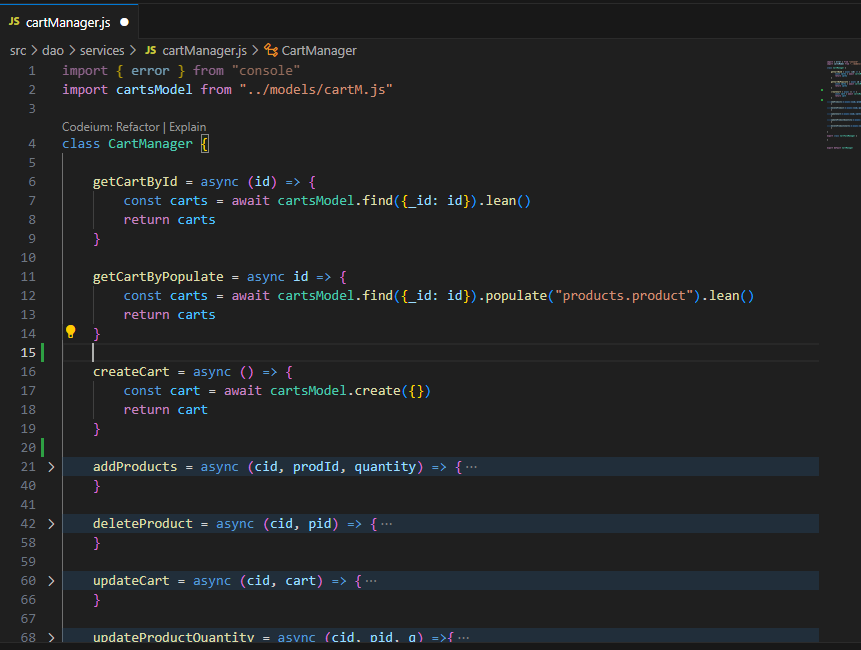 JS cartManager.js ●
src > dao > services > JS cartManager.js > CartManager
1 import { error } from "console"
2 import cartsModel from "../models/cartM.js"
3
Codeium: Refactor | Explain
4 class CartManager {
5
6 getCartById = async (id) => {
7 const carts = await cartsModel.find({_id: id}).lean()
8 return carts
9 }
10
11 getCartByPopulate = async id => {
12 const carts = await cartsModel.find({_id: id}).populate("products.product").lean()
13 return carts
14 }
15
16 createCart = async () => {
17 const cart = await cartsModel.create({})
18 return cart
19 }
20
21 > addProducts = async (cid, prodId, quantity) => { ···
40 }
41
42 > deleteProduct = async (cid, pid) => { ···
58 }
59
60 > updateCart = async (cid, cart) => { ···
66 }
67
68 > updateProductQuantity = async (cid, pid, q) =>{ ···